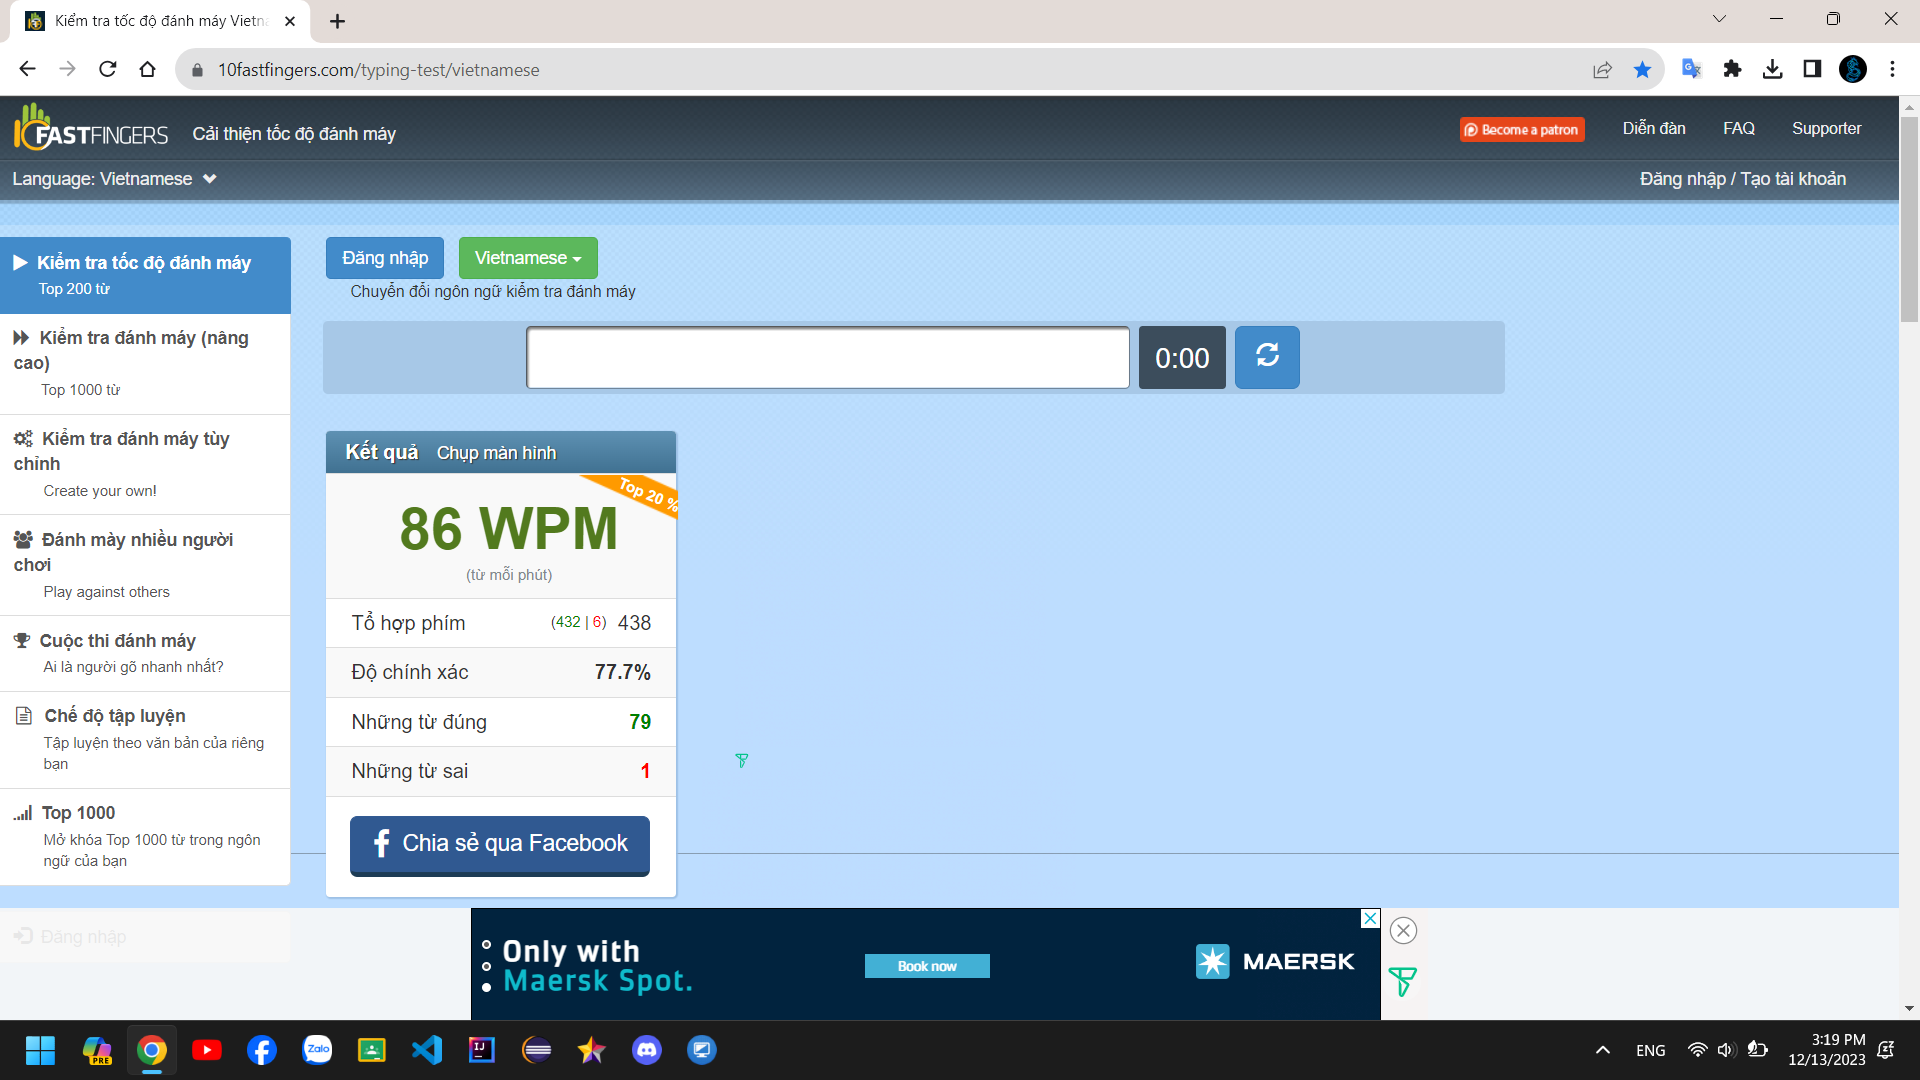 Kiểm tra tốc độ đánh máy Vietna
10fastfingers.com/typing-test/vietnamese
10FASTFINGERS
Cải thiện tốc độ đánh máy
Become a patron
Diễn đàn
FAQ
Supporter
Language: Vietnamese
Đăng nhập / Tạo tài khoản
Kiểm tra tốc độ đánh máy
Top 200 từ
Kiểm tra đánh máy (nâng
cao)
Top 1000 từ
Kiểm tra đánh máy tùy
chỉnh
Create your own!
Đánh mày nhiều người
chơi
Play against others
Cuộc thi đánh máy
Ai là người gõ nhanh nhất?
Chế độ tập luyện
Tập luyện theo văn bản của riêng
bạn
Top 1000
Mở khóa Top 1000 từ trong ngôn
ngữ của bạn
Đăng nhập
Đăng nhập
Vietnamese
Chuyển đổi ngôn ngữ kiểm tra đánh máy
0:00
Kết quả Chụp màn hình
Top 20 %
86 WPM
(từ mỗi phút)
Tổ hợp phím (432 | 6) 438
Độ chính xác 77.7%
Những từ đúng 79
Những từ sai 1
Chia sẻ qua Facebook
Only with
Maersk Spot.
Book now
MAERSK
PRE
Zalo
IJ
ENG
3:19 PM
12/13/2023